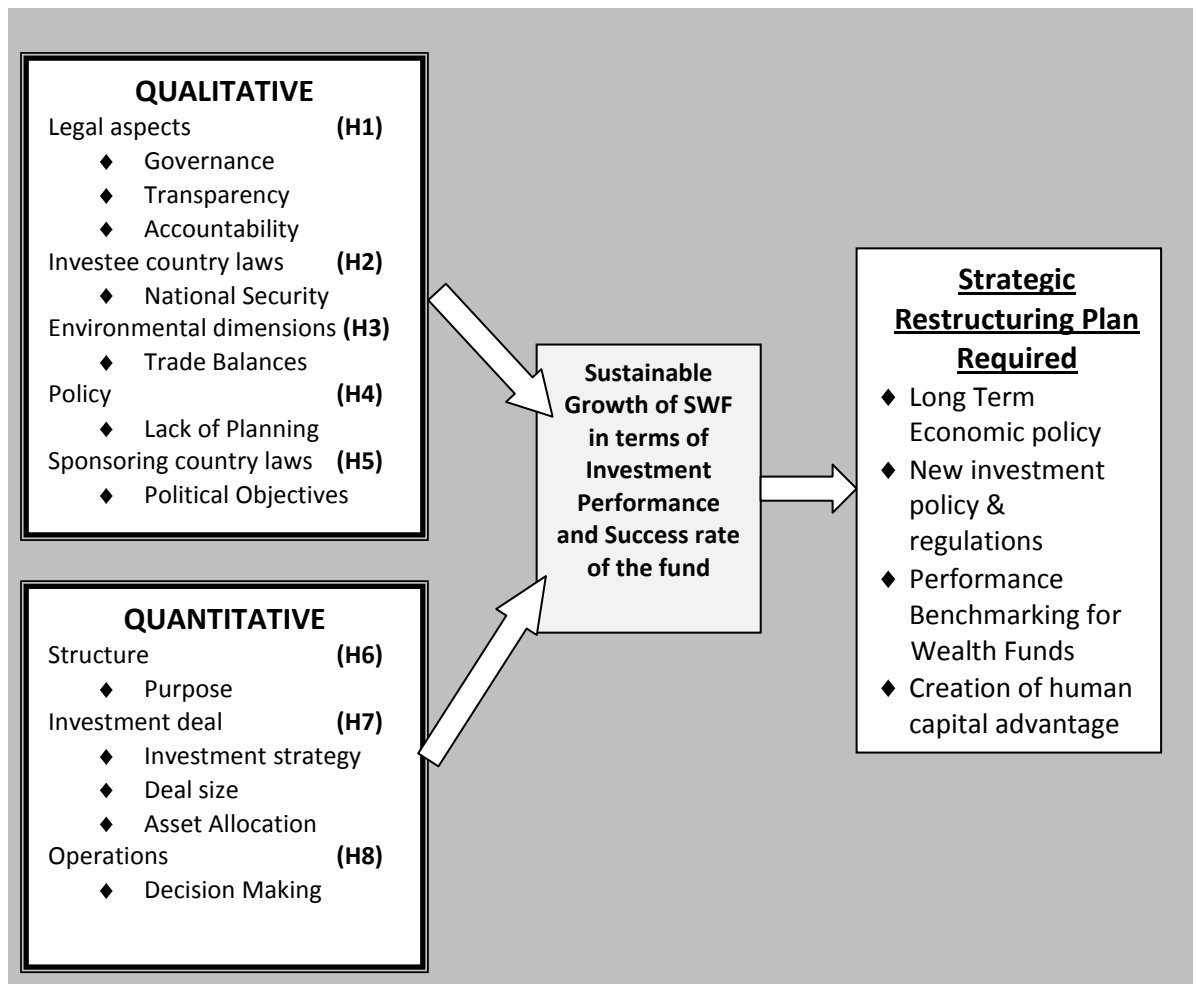 QUALITATIVE
Legal aspects (H1)
♦ Governance
♦ Transparency
♦ Accountability
Investee country laws (H2)
♦ National Security
Environmental dimensions (H3)
♦ Trade Balances
Policy (H4)
♦ Lack of Planning
Sponsoring country laws (H5)
♦ Political Objectives
QUANTITATIVE
Structure (H6)
♦ Purpose
Investment deal (H7)
♦ Investment strategy
♦ Deal size
♦ Asset Allocation
Operations (H8)
♦ Decision Making
Sustainable
Growth of SWF
in terms of
Investment
Performance
and Success rate
of the fund
Strategic
Restructuring Plan
Required
♦ Long Term
Economic policy
♦ New investment
policy &
regulations
♦ Performance
Benchmarking for
Wealth Funds
♦ Creation of human
capital advantage